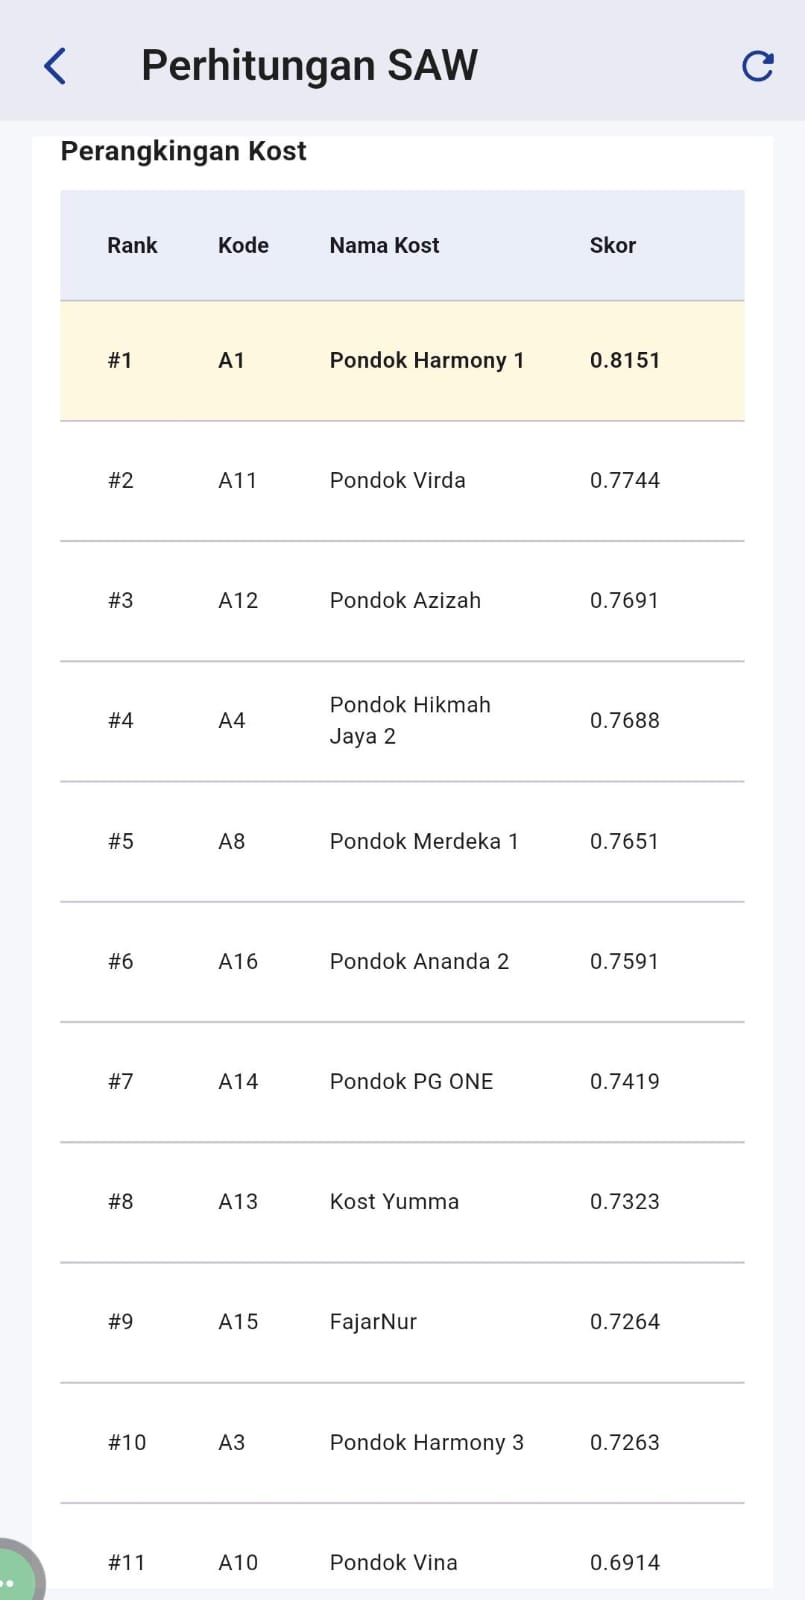 Perhitungan SAW
Perangkingan Kost
Rank Kode Nama Kost Skor
#1 A1 Pondok Harmony 1 0.8151
#2 A11 Pondok Virda 0.7744
#3 A12 Pondok Azizah 0.7691
#4 A4 Pondok Hikmah Jaya 2 0.7688
#5 A8 Pondok Merdeka 1 0.7651
#6 A16 Pondok Ananda 2 0.7591
#7 A14 Pondok PG ONE 0.7419
#8 A13 Kost Yumma 0.7323
#9 A15 FajarNur 0.7264
#10 A3 Pondok Harmony 3 0.7263
#11 A10 Pondok Vina 0.6914